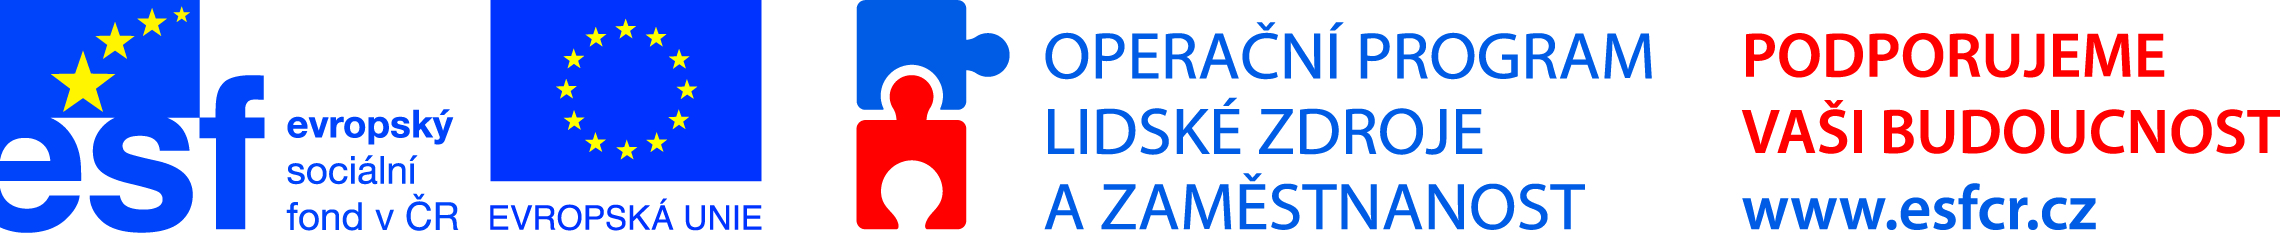 esf
evropský
sociální
fond v ČR
EVROPSKÁ UNIE
OPERAČNÍ PROGRAM
LIDSKÉ ZDROJE
A ZAMĚSTNANOST
PODPORUJEME
VAŠI BUDOUCNOST
www.esfcr.cz